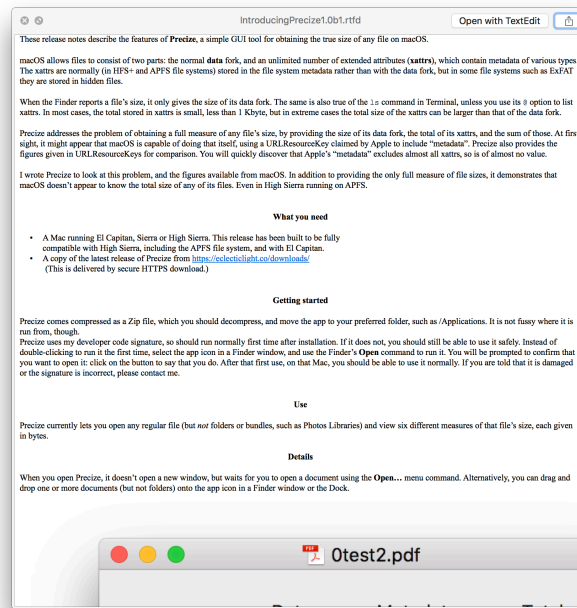 IntroducingPrecize1.0b1.rtfd
Open with TextEdit
These release notes describe the features of Precize, a simple GUI tool for obtaining the true size of any file on macOS.
macOS allows files to consist of two parts: the normal data fork, and an unlimited number of extended attributes (xattrs), which contain metadata of various types.
The xattrs are normally (in HFS+ and APFS file systems) stored in the file system metadata rather than with the data fork, but in some file systems such as ExFAT
they are stored in hidden files.
When the Finder reports a file's size, it only gives the size of its data fork. The same is also true of the ls command in Terminal, unless you use its @ option to list
xattrs. In most cases, the total stored in xattrs is small, less than 1 Kbyte, but in extreme cases the total size of the xattrs can be larger than that of the data fork.
Precize addresses the problem of obtaining a full measure of any file's size, by providing the size of its data fork, the total of its xattrs, and the sum of those. At first
sight, it might appear that macOS is capable of doing that itself, using a URLResourceKey claimed by Apple to include "metadata". Precize also provides the
figures given in URLResourceKeys for comparison. You will quickly discover that Apple's "metadata" excludes almost all xattrs, so is of almost no value.
I wrote Precize to look at this problem, and the figures available from macOS. In addition to providing the only full measure of file sizes, it demonstrates that
macOS doesn't appear to know the total size of any of its files. Even in High Sierra running on APFS.
What you need
• A Mac running El Capitan, Sierra or High Sierra. This release has been built to be fully
compatible with High Sierra, including the APFS file system, and with El Capitan.
• A copy of the latest release of Precize from https://eclecticlight.co/downloads/
(This is delivered by secure HTTPS download.)
Getting started
Precize comes compressed as a Zip file, which you should decompress, and move the app to your preferred folder, such as /Applications. It is not fussy where it is
run from, though.
Precize uses my developer code signature, so should run normally first time after installation. If it does not, you should still be able to use it safely. Instead of
double-clicking to run it the first time, select the app icon in a Finder window, and use the Finder's Open command to run it. You will be prompted to confirm that
you want to open it: click on the button to say that you do. After that first use, on that Mac, you should be able to use it normally. If you are told that it is damaged
or the signature is incorrect, please contact me.
Use
Precize currently lets you open any regular file (but not folders or bundles, such as Photos Libraries) and view six different measures of that file's size, each given
in bytes.
Details
When you open Precize, it doesn't open a new window, but waits for you to open a document using the Open... menu command. Alternatively, you can drag and
drop one or more documents (but not folders) onto the app icon in a Finder window or the Dock.
PDF
0test2.pdf